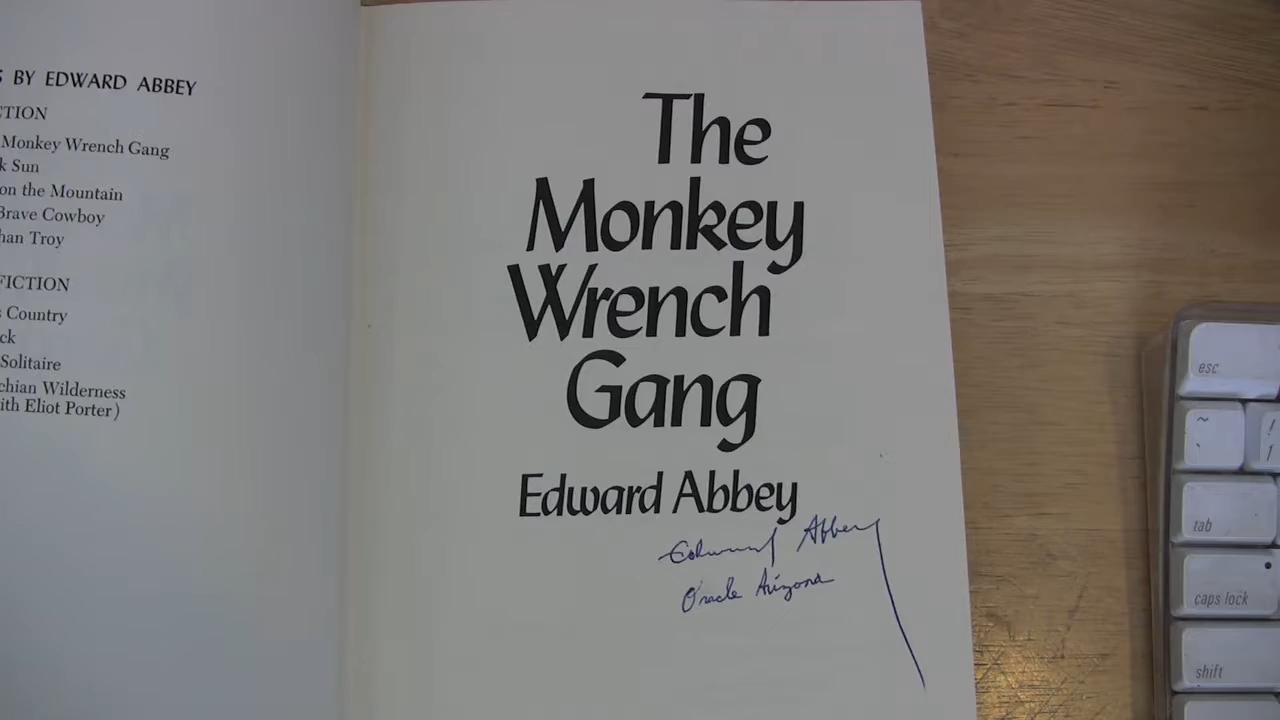 S BY EDWARD ABBEY
CTION
Monkey Wrench Gang
k Sun
on the Mountain
Brave Cowboy
han Troy
FICTION
s Country
ck
Solitaire
chian Wilderness
ith Eliot Porter)
The
Monkey
Wrench
Gang
Edward Abbey
Edward Abbey
Oracle Arizona
esc
~ !
` 1
tab
caps lock
shift